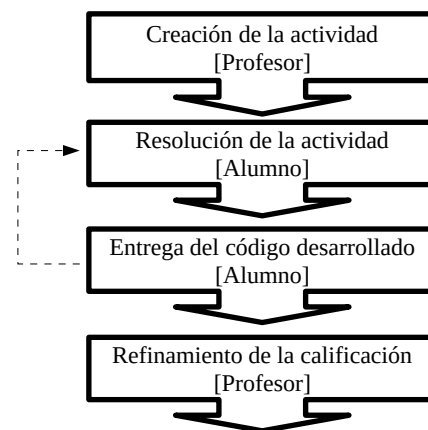 Creación de la actividad
[Profesor]
Resolución de la actividad
[Alumno]
Entrega del código desarrollado
[Alumno]
Refinamiento de la calificación
[Profesor]